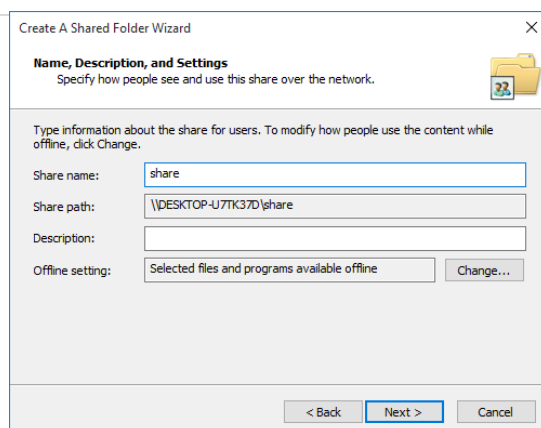 Create A Shared Folder Wizard
Name, Description, and Settings
Specify how people see and use this share over the network.
Type information about the share for users. To modify how people use the content while
offline, click Change.
Share name: share
Share path: \\DESKTOP-U7TK37D\share
Description:
Offline setting: Selected files and programs available offline Change...
< Back Next > Cancel